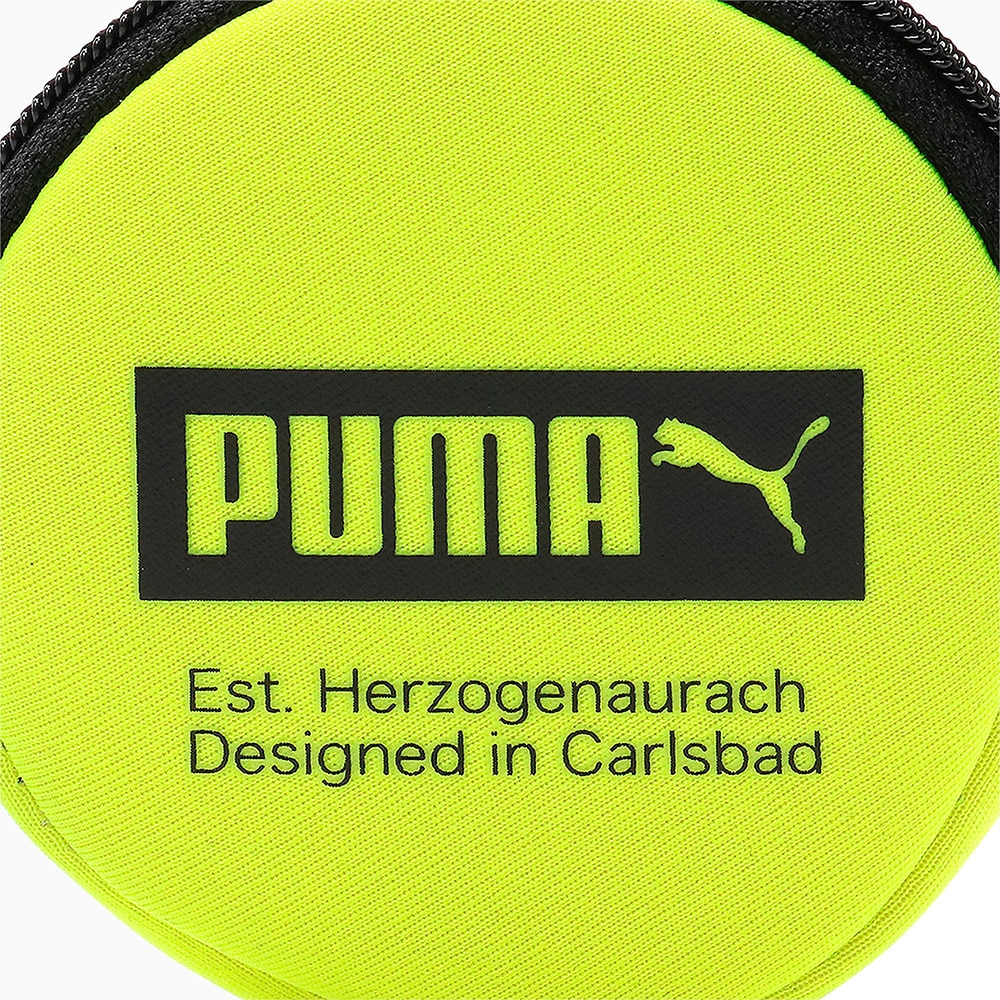 PUMA
Est. Herzogenaurach
Designed in Carlsbad